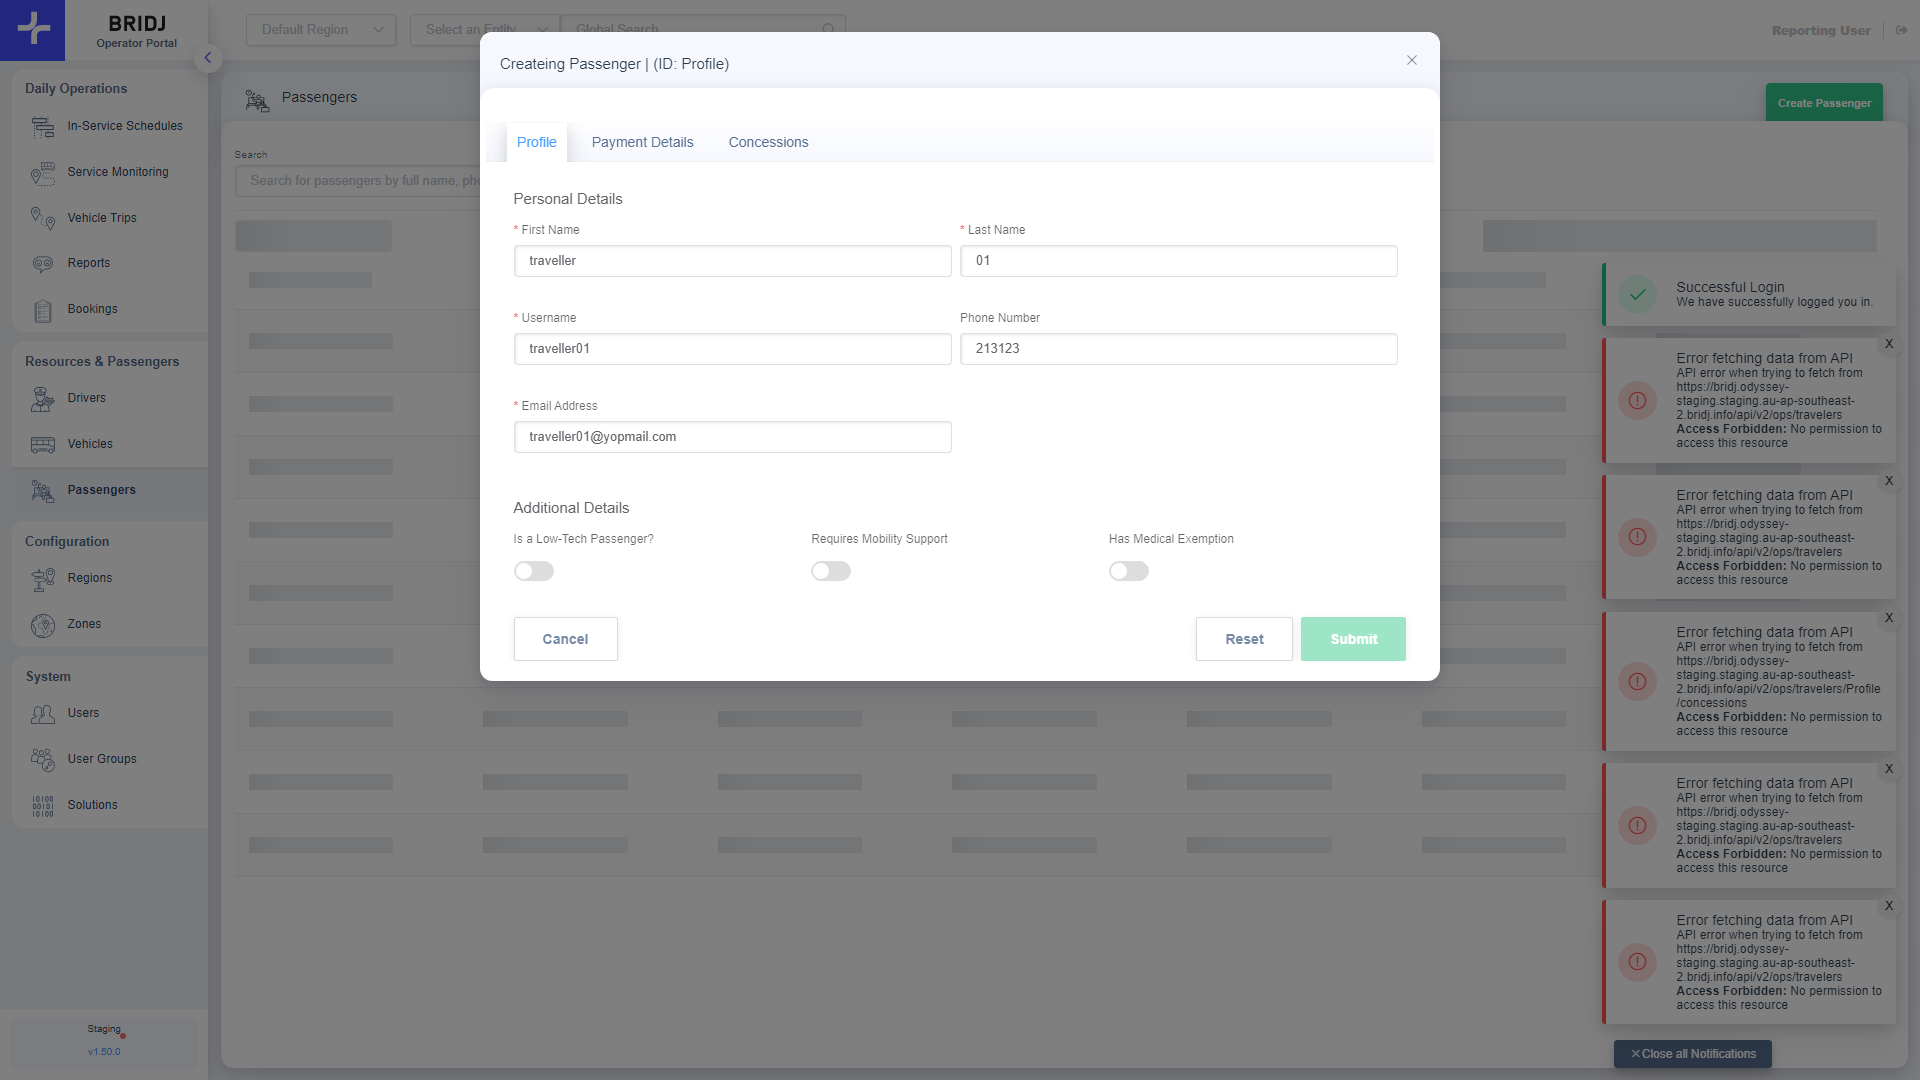 BRIDJ
Operator Portal
Default Region
Select an Entity
Global Search
Reporting User
Daily Operations
In-Service Schedules
Service Monitoring
Vehicle Trips
Reports
Bookings
Resources & Passengers
Drivers
Vehicles
Passengers
Configuration
Regions
Zones
System
Users
User Groups
Solutions
Staging
v1.50.0
Passengers
Create Passenger
Search
Search for passengers by full name, pho
Createing Passenger | (ID: Profile)
Profile
Payment Details
Concessions
Personal Details
* First Name
* Last Name
traveller
01
* Username
Phone Number
traveller01
213123
* Email Address
traveller01@yopmail.com
Additional Details
Is a Low-Tech Passenger?
Requires Mobility Support
Has Medical Exemption
Cancel
Reset
Submit
Successful Login
We have successfully logged you in.
X
Error fetching data from API
API error when trying to fetch from
https://bridj.odyssey-
staging.staging.au-ap-southeast-
2.bridj.info/api/v2/ops/travelers
Access Forbidden: No permission to
access this resource
X
Error fetching data from API
API error when trying to fetch from
https://bridj.odyssey-
staging.staging.au-ap-southeast-
2.bridj.info/api/v2/ops/travelers
Access Forbidden: No permission to
access this resource
X
Error fetching data from API
API error when trying to fetch from
https://bridj.odyssey-
staging.staging.au-ap-southeast-
2.bridj.info/api/v2/ops/travelers/Profile
/concessions
Access Forbidden: No permission to
access this resource
X
Error fetching data from API
API error when trying to fetch from
https://bridj.odyssey-
staging.staging.au-ap-southeast-
2.bridj.info/api/v2/ops/travelers
Access Forbidden: No permission to
access this resource
X
Error fetching data from API
API error when trying to fetch from
https://bridj.odyssey-
staging.staging.au-ap-southeast-
2.bridj.info/api/v2/ops/travelers
Access Forbidden: No permission to
access this resource
Close all Notifications